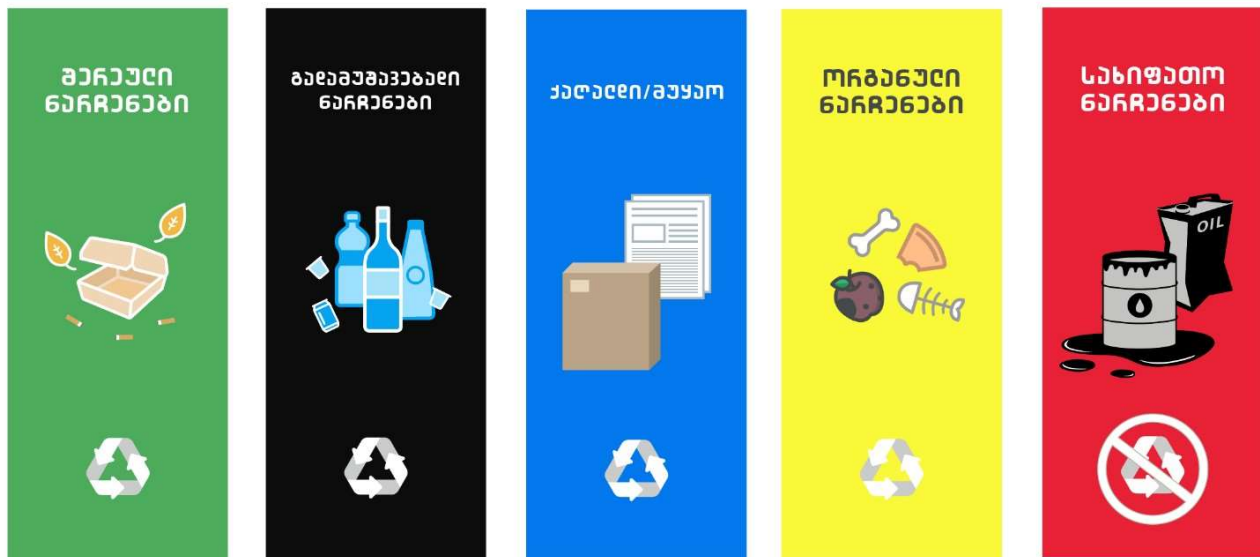 შერეული
ნარჩენები
გადამუშავებადი
ნარჩენები
ქაღალდი/მუყაო
ორგანული
ნარჩენები
სახიფათო
ნარჩენები
OIL